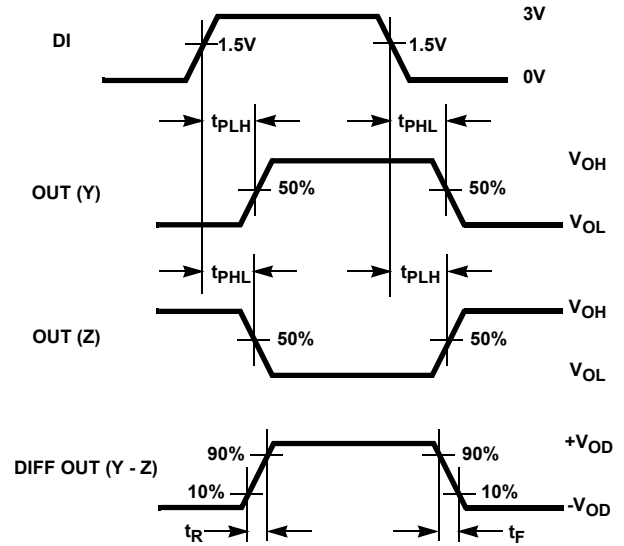 3V
DI
1.5V
1.5V
0V
tPLH
tPHL
VOH
OUT (Y)
50%
50%
VOL
tPHL
tPLH
VOH
OUT (Z)
50%
50%
VOL
+VOD
DIFF OUT (Y - Z)
90%
90%
10%
10%
-VOD
tR
tF